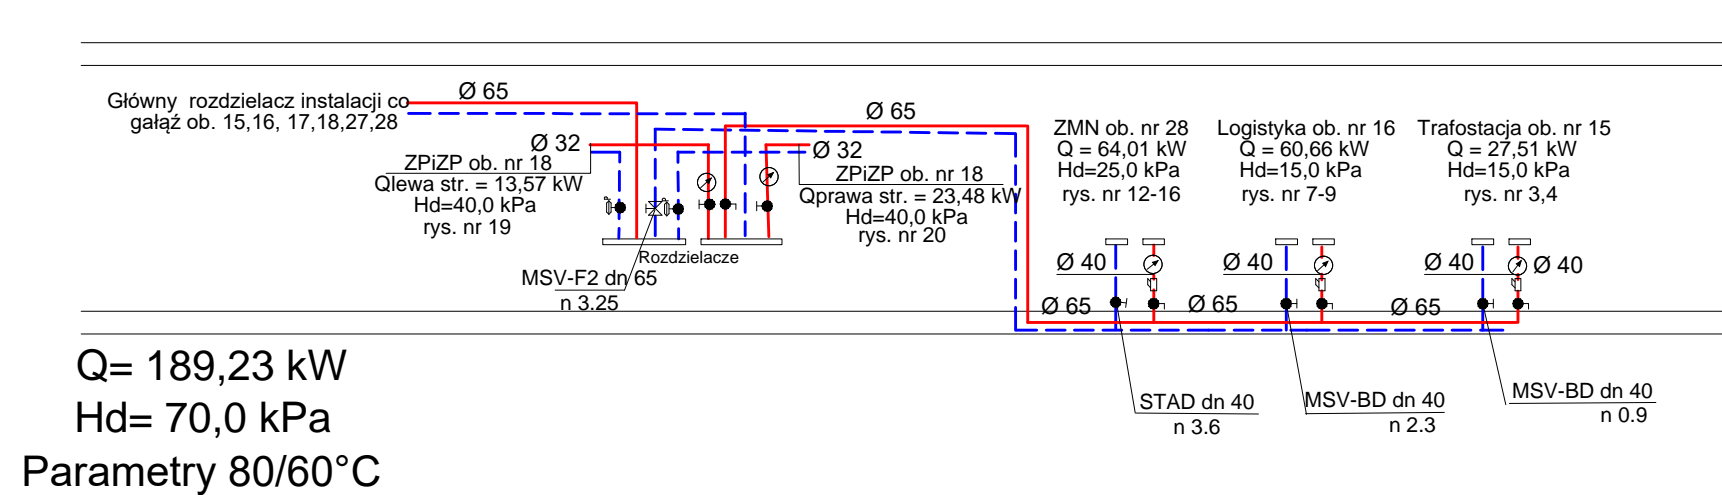 Główny rozdzielacz instalacji co
gałąź ob. 15,16, 17,18,27,28
Ø 65
Ø 32
ZPiZP ob. nr 18
Qlewa str. = 13,57 kW
Hd=40,0 kPa
rys. nr 19
MSV-F2 dn 65
n 3.25
Rozdzielacze
Ø 65
Ø 32
ZPiZP ob. nr 18
Qprawa str. = 23,48 kW
Hd=40,0 kPa
rys. nr 20
ZMN ob. nr 28
Q = 64,01 kW
Hd=25,0 kPa
rys. nr 12-16
Logistyka ob. nr 16
Q = 60,66 kW
Hd=15,0 kPa
rys. nr 7-9
Trafostacja ob. nr 15
Q = 27,51 kW
Hd=15,0 kPa
rys. nr 3,4
Ø 40
Ø 40
Ø 40
Ø 40
Ø 65
Ø 65
Ø 65
STAD dn 40
n 3.6
MSV-BD dn 40
n 2.3
MSV-BD dn 40
n 0.9
Q= 189,23 kW
Hd= 70,0 kPa
Parametry 80/60°C